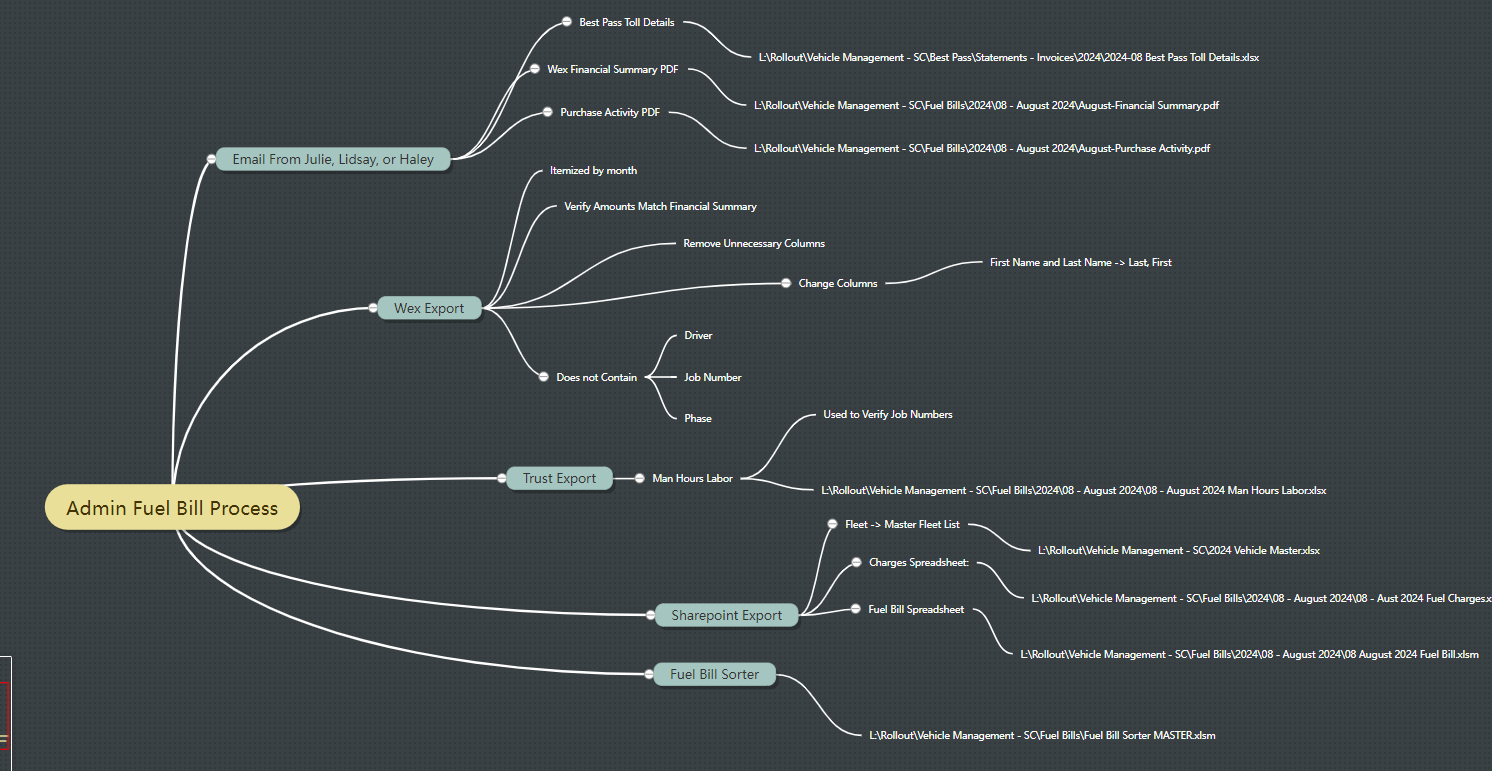 Best Pass Toll Details
L:\Rollout\Vehicle Management - SC\Best Pass\Statements - Invoices\2024\2024-08 Best Pass Toll Details.xlsx
Wex Financial Summary PDF
L:\Rollout\Vehicle Management - SC\Fuel Bills\2024\08 - August 2024\August-Financial Summary.pdf
Purchase Activity PDF
L:\Rollout\Vehicle Management - SC\Fuel Bills\2024\08 - August 2024\August-Purchase Activity.pdf
Email From Julie, Lidsay, or Haley
Itemized by month
Verify Amounts Match Financial Summary
Remove Unnecessary Columns
Change Columns
First Name and Last Name -> Last, First
Wex Export
Does not Contain
Driver
Job Number
Phase
Trust Export
Man Hours Labor
Used to Verify Job Numbers
L:\Rollout\Vehicle Management - SC\Fuel Bills\2024\08 - August 2024\08 - August 2024 Man Hours Labor.xlsx
Admin Fuel Bill Process
Sharepoint Export
Fleet -> Master Fleet List
L:\Rollout\Vehicle Management - SC\2024 Vehicle Master.xlsx
Charges Spreadsheet:
L:\Rollout\Vehicle Management - SC\Fuel Bills\2024\08 - August 2024\08 - Aust 2024 Fuel Charges.x
Fuel Bill Spreadsheet
L:\Rollout\Vehicle Management - SC\Fuel Bills\2024\08 - August 2024\08 August 2024 Fuel Bill.xlsm
Fuel Bill Sorter
L:\Rollout\Vehicle Management - SC\Fuel Bills\Fuel Bill Sorter MASTER.xlsm